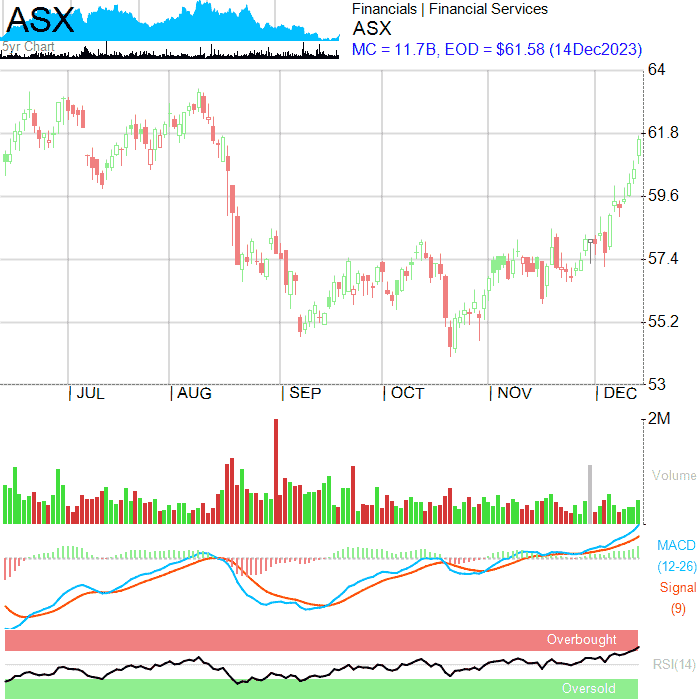 ASX
5yr Chart
Financials | Financial Services
ASX
MC = 11.7B, EOD = $61.58 (14Dec2023)
64
61.8
59.6
57.4
55.2
53
JUL
AUG
SEP
OCT
NOV
DEC
2M
Volume
MACD
(12-26)
Signal
(9)
Overbought
RSI(14)
Oversold